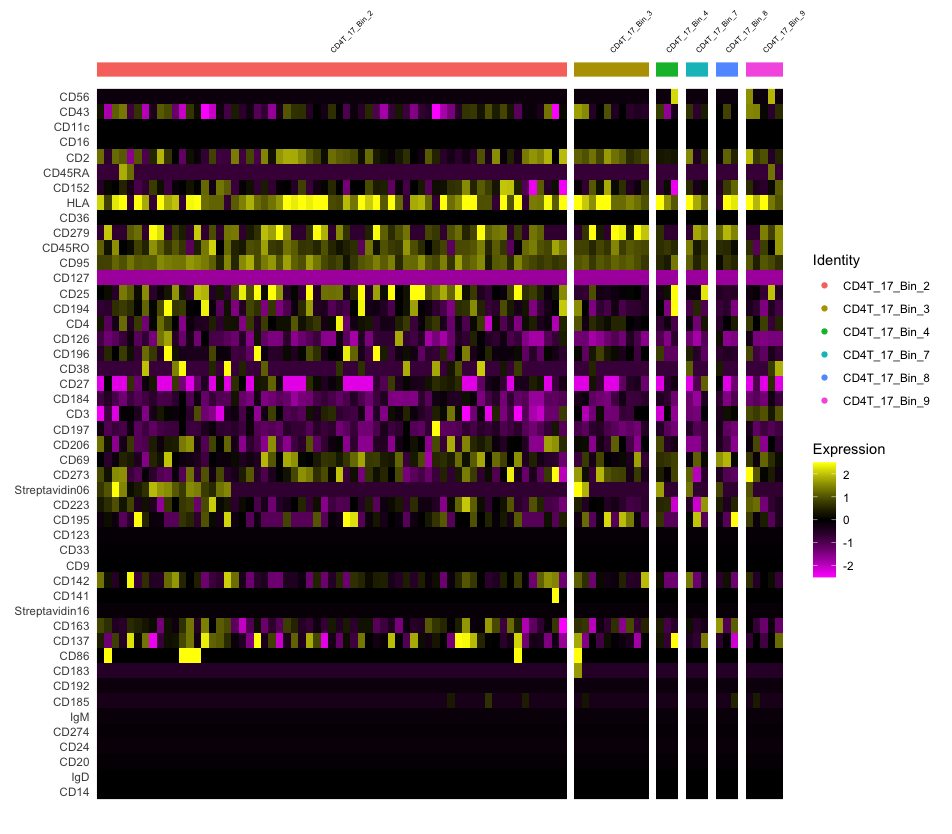 CD4T_17_Bin_2
CD4T_17_Bin_3
CD4T_17_Bin_4
CD4T_17_Bin_7
CD4T_17_Bin_8
CD4T_17_Bin_9
CD56
CD43
CD11c
CD16
CD2
CD45RA
CD152
HLA
CD36
CD279
CD45RO
CD95
CD127
CD25
CD194
CD4
CD126
CD196
CD38
CD27
CD184
CD3
CD197
CD206
CD69
CD273
Streptavidin06
CD223
CD195
CD123
CD33
CD9
CD142
CD141
Streptavidin16
CD163
CD137
CD86
CD183
CD192
CD185
IgM
CD274
CD24
CD20
IgD
CD14
Identity
CD4T_17_Bin_2
CD4T_17_Bin_3
CD4T_17_Bin_4
CD4T_17_Bin_7
CD4T_17_Bin_8
CD4T_17_Bin_9
Expression
2
1
0
-1
-2